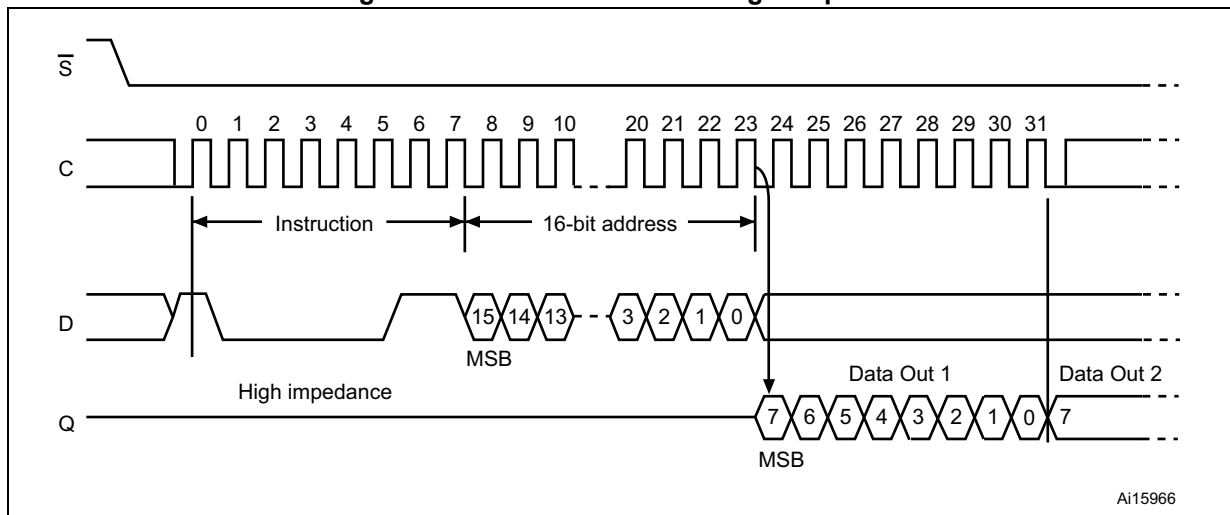 S
0 1 2 3 4 5 6 7 8 9 10 20 21 22 23 24 25 26 27 28 29 30 31
C
Instruction 16-bit address
D 15 14 13 3 2 1 0
MSB
High impedance Data Out 1 Data Out 2
Q 7 6 5 4 3 2 1 0 7
MSB
Ai15966